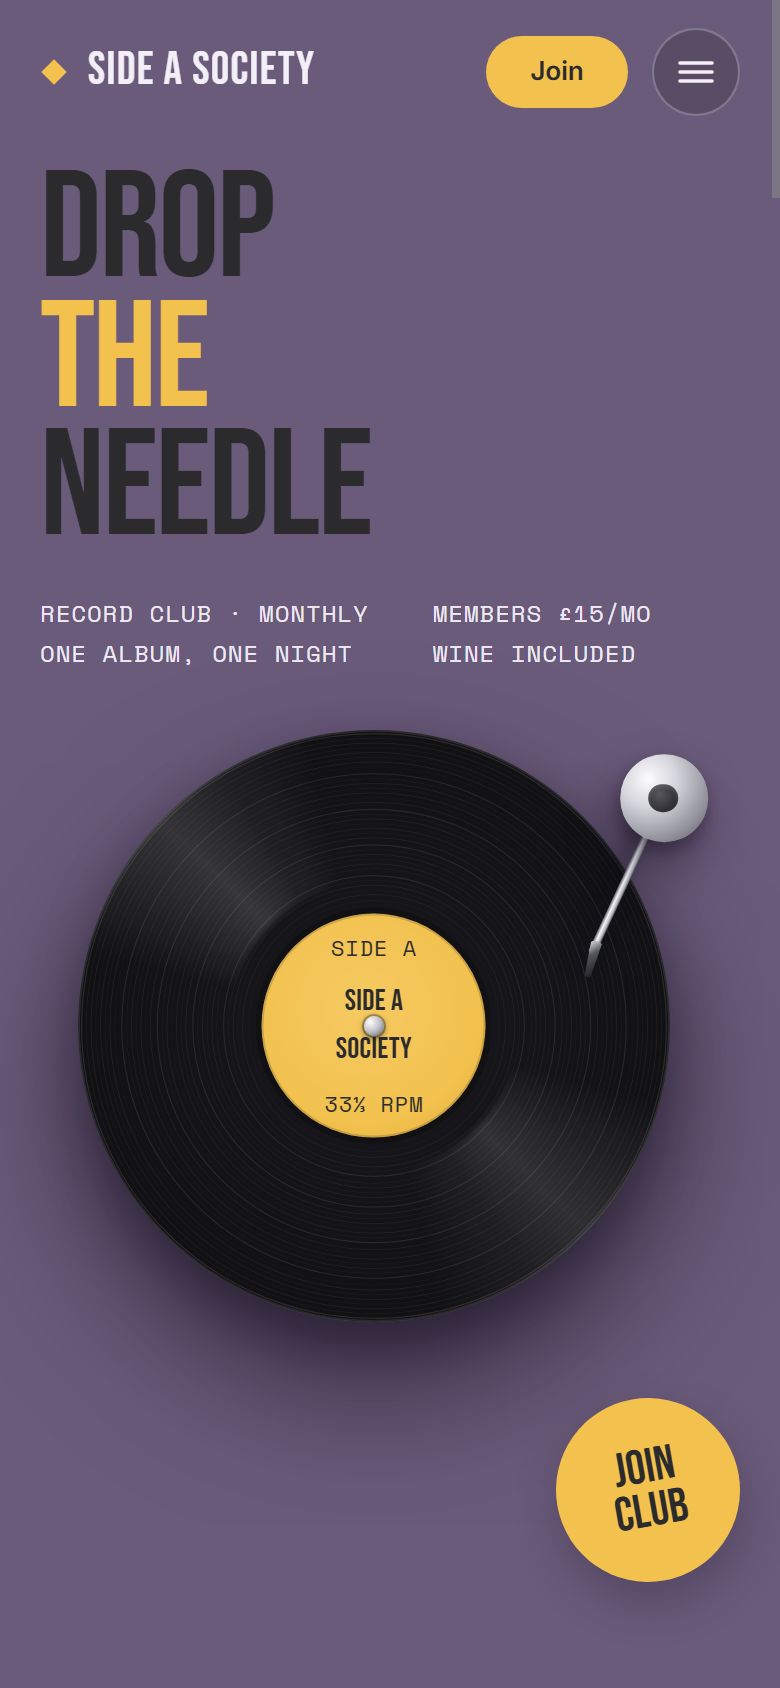 SIDE A SOCIETY
Join
DROP
THE
NEEDLE
RECORD CLUB · MONTHLY
ONE ALBUM, ONE NIGHT
MEMBERS £15/MO
WINE INCLUDED
SIDE A
SIDE A
SOCIETY
33⅓ RPM
JOIN
CLUB